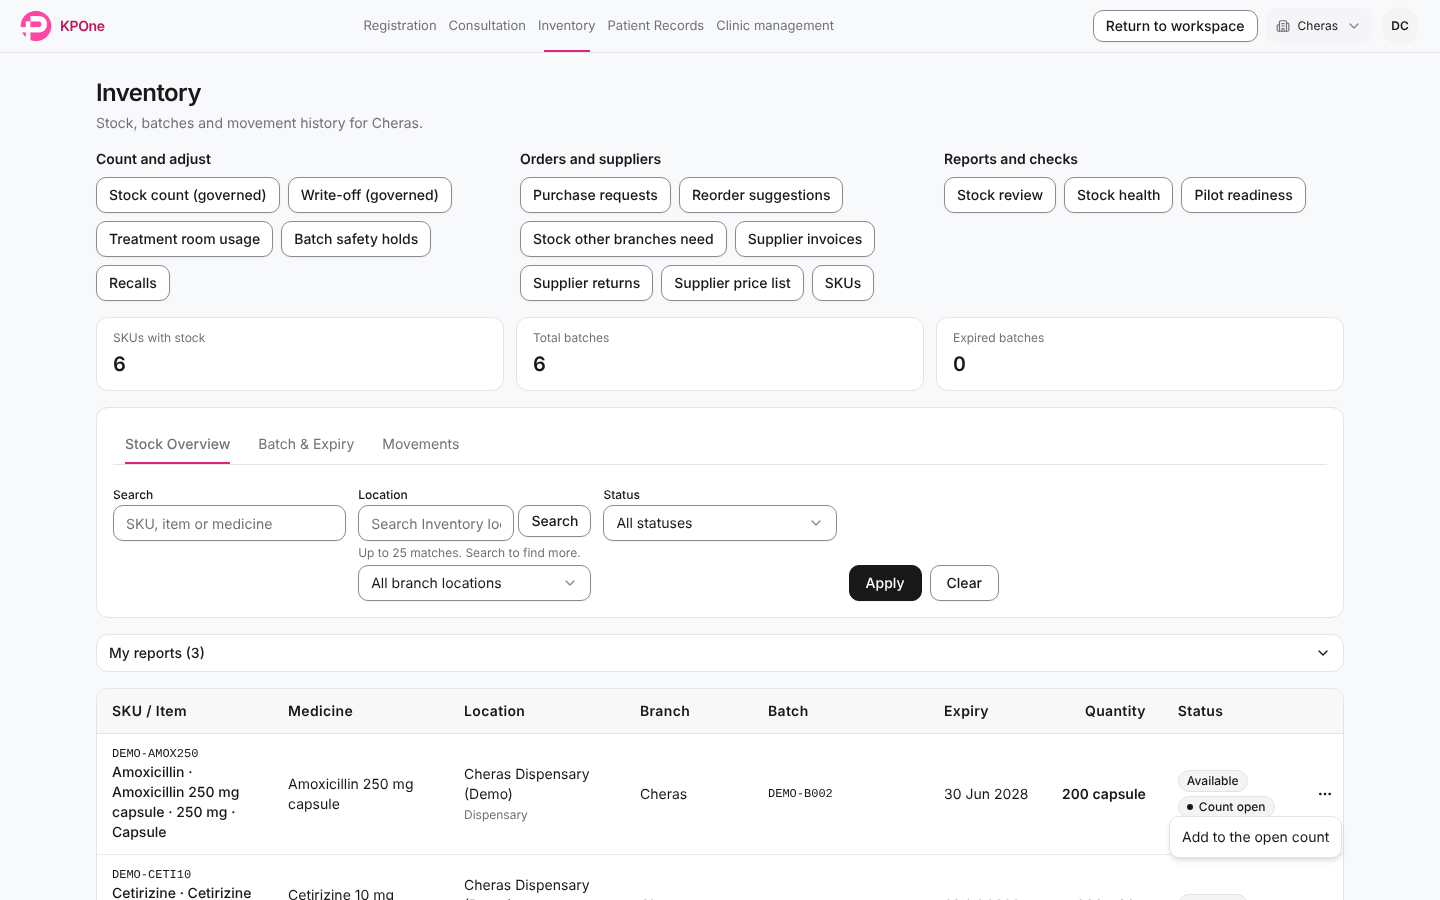 KPOne
Registration Consultation Inventory Patient Records Clinic management
Return to workspace
Cheras
DC
Inventory
Stock, batches and movement history for Cheras.
Count and adjust
Stock count (governed) Write-off (governed)
Treatment room usage Batch safety holds
Recalls
Orders and suppliers
Purchase requests Reorder suggestions
Stock other branches need Supplier invoices
Supplier returns Supplier price list SKUs
Reports and checks
Stock review Stock health Pilot readiness
SKUs with stock
6
Total batches
6
Expired batches
0
Stock Overview Batch & Expiry Movements
Search
SKU, item or medicine
Location
Search Inventory lo
Search
Up to 25 matches. Search to find more.
All branch locations
Status
All statuses
Apply Clear
My reports (3)
SKU / Item Medicine Location Branch Batch Expiry Quantity Status
DEMO-AMOX250
Amoxicillin ·
Amoxicillin 250 mg
capsule · 250 mg ·
Capsule
Amoxicillin 250 mg
capsule
Cheras Dispensary
(Demo)
Dispensary
Cheras
DEMO-B002
30 Jun 2028
200 capsule
Available
Count open
Add to the open count
DEMO-CETI10
Cetirizine · Cetirizine
Cetirizine 10 mg
Cheras Dispensary